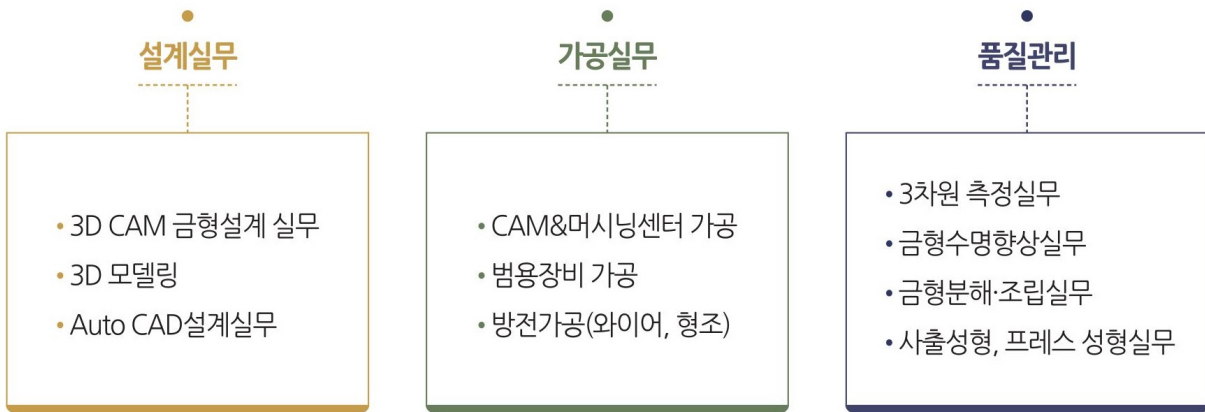 설계실무
• 3D CAM 금형설계 실무
• 3D 모델링
• Auto CAD설계실무
가공실무
• CAM&머시닝센터 가공
• 범용장비 가공
• 방전가공(와이어, 형조)
품질관리
• 3차원 측정실무
• 금형수명향상실무
• 금형분해·조립실무
• 사출성형, 프레스 성형실무